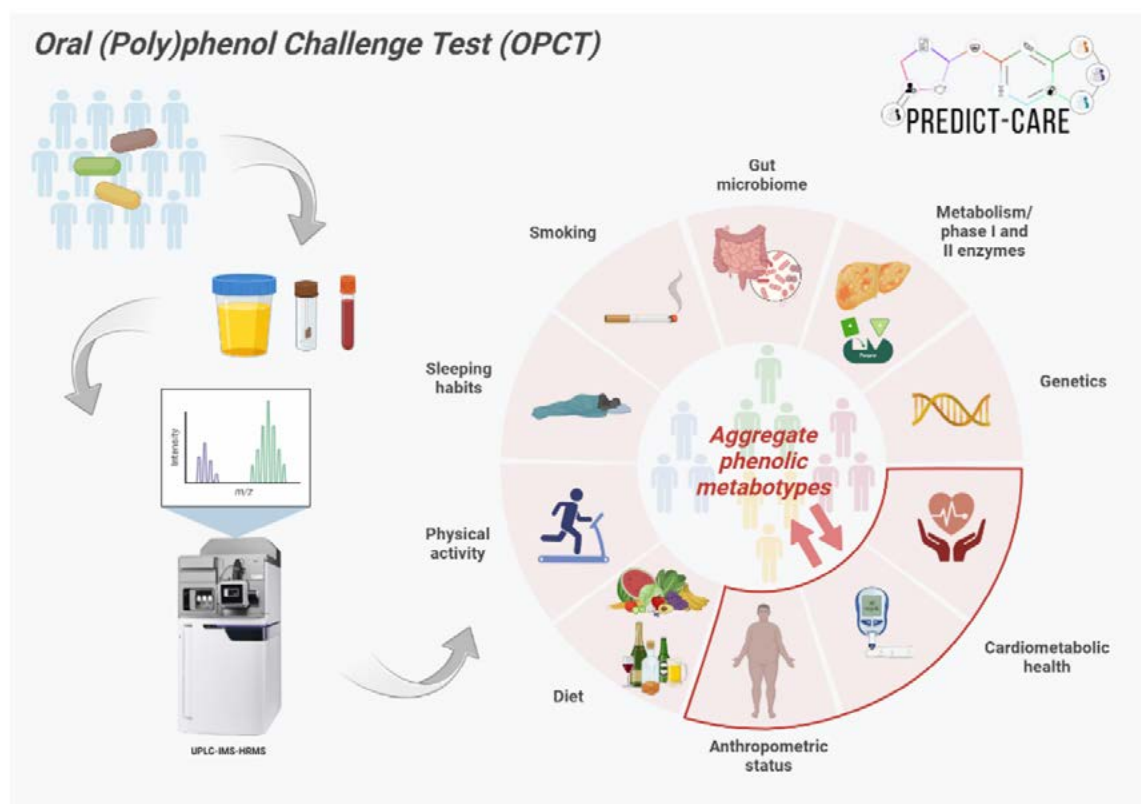 Oral (Poly)phenol Challenge Test (OPCT)
PREDICT-CARE
Gut
microbiome
Metabolism/
phase I and
II enzymes
Smoking
Sleeping
habits
Genetics
Intensity
m/z
Aggregate
phenolic
metabotypes
Physical
activity
Cardiometabolic
health
Diet
UPLC-IMS-HRMS
Anthropometric
status